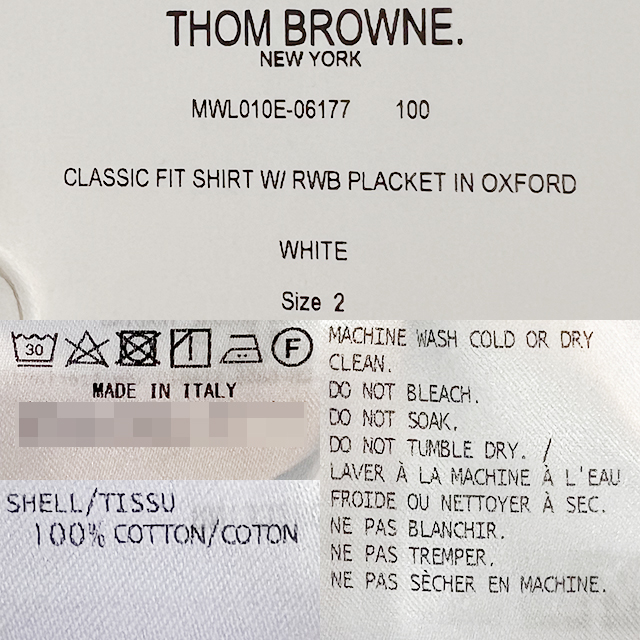 THOM BROWNE.
NEW YORK
MWL010E-06177 100
CLASSIC FIT SHIRT W/ RWB PLACKET IN OXFORD
WHITE
Size 2
30 F
MADE IN ITALY
SHELL/TISSU
100% COTTON/COTON
MACHINE WASH COLD OR DRY
CLEAN.
DO NOT BLEACH.
DO NOT SOAK.
DO NOT TUMBLE DRY. /
LAVER À LA MACHINE À L'EAU
FROIDE OU NETTOYER À SEC.
NE PAS BLANCHIR.
NE PAS TREMPER.
NE PAS SÈCHER EN MACHINE.